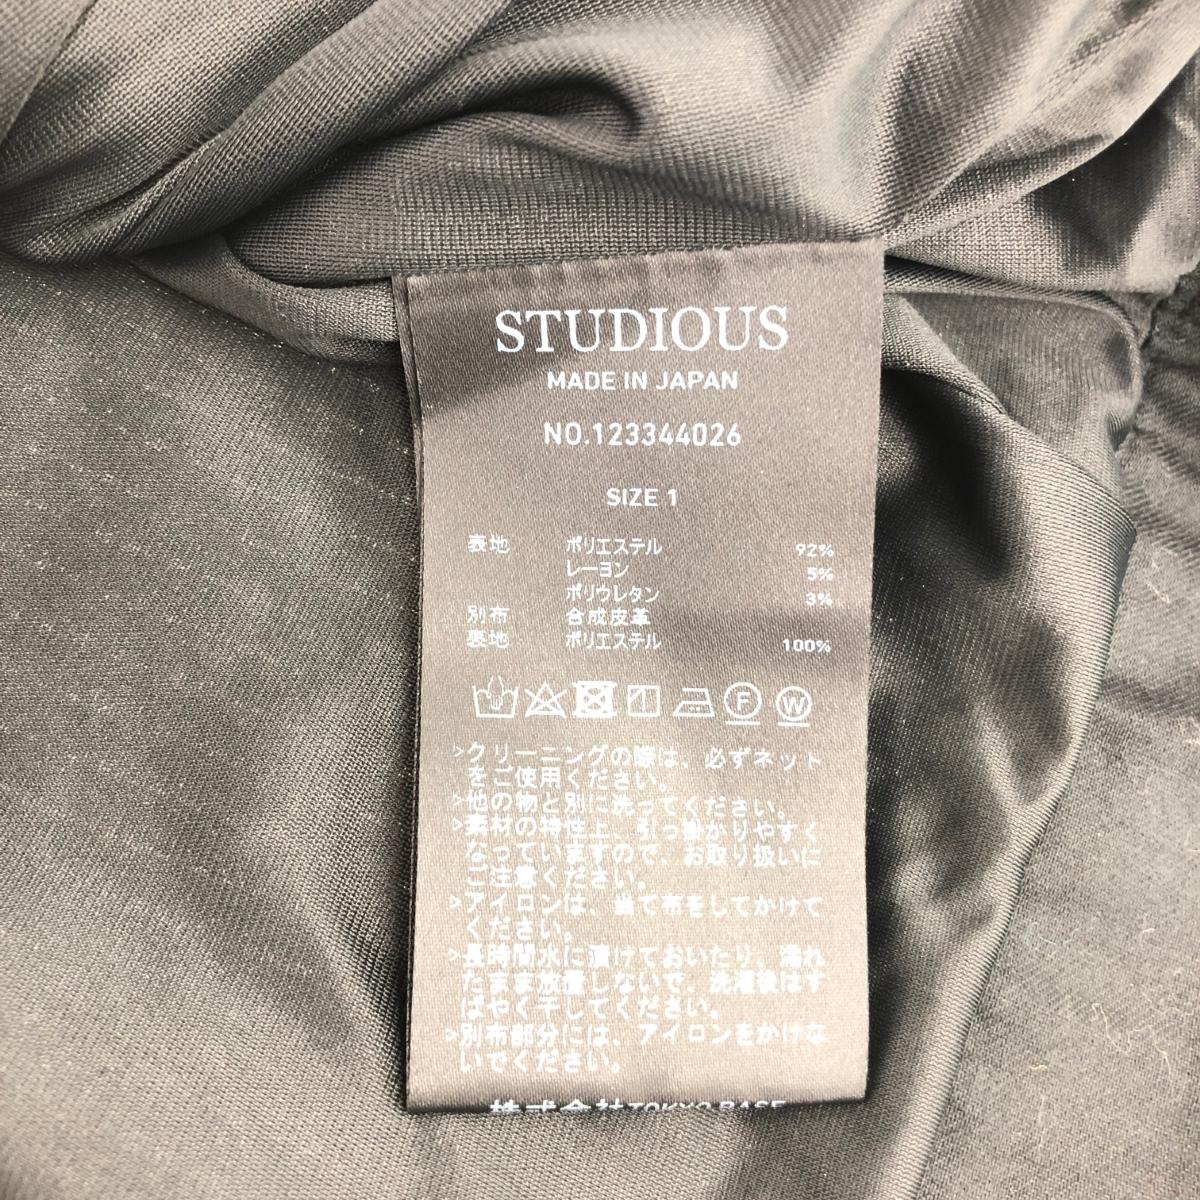 STUDIOUS
MADE IN JAPAN
NO.123344026
SIZE 1
表地 ポリエステル 92%
レーヨン 5%
ポリウレタン 3%
別布 合成皮革
裏地 ポリエステル 100%
F W
>クリーニングの際は、必ずネット
をご使用ください。
>他の物と別に洗ってください。
>素材の特性上、引っ掛かりやすく
なっていますので、お取り扱いに
ご注意ください。
>アイロンは、当て布をしてかけて
ください。
>長時間水に漬けておいたり、濡れ
たまま放置しないで、洗濯後はす
ばやく干してください。
>別布部分には、アイロンをかけな
いでください。
株式会社TOKYO BASE